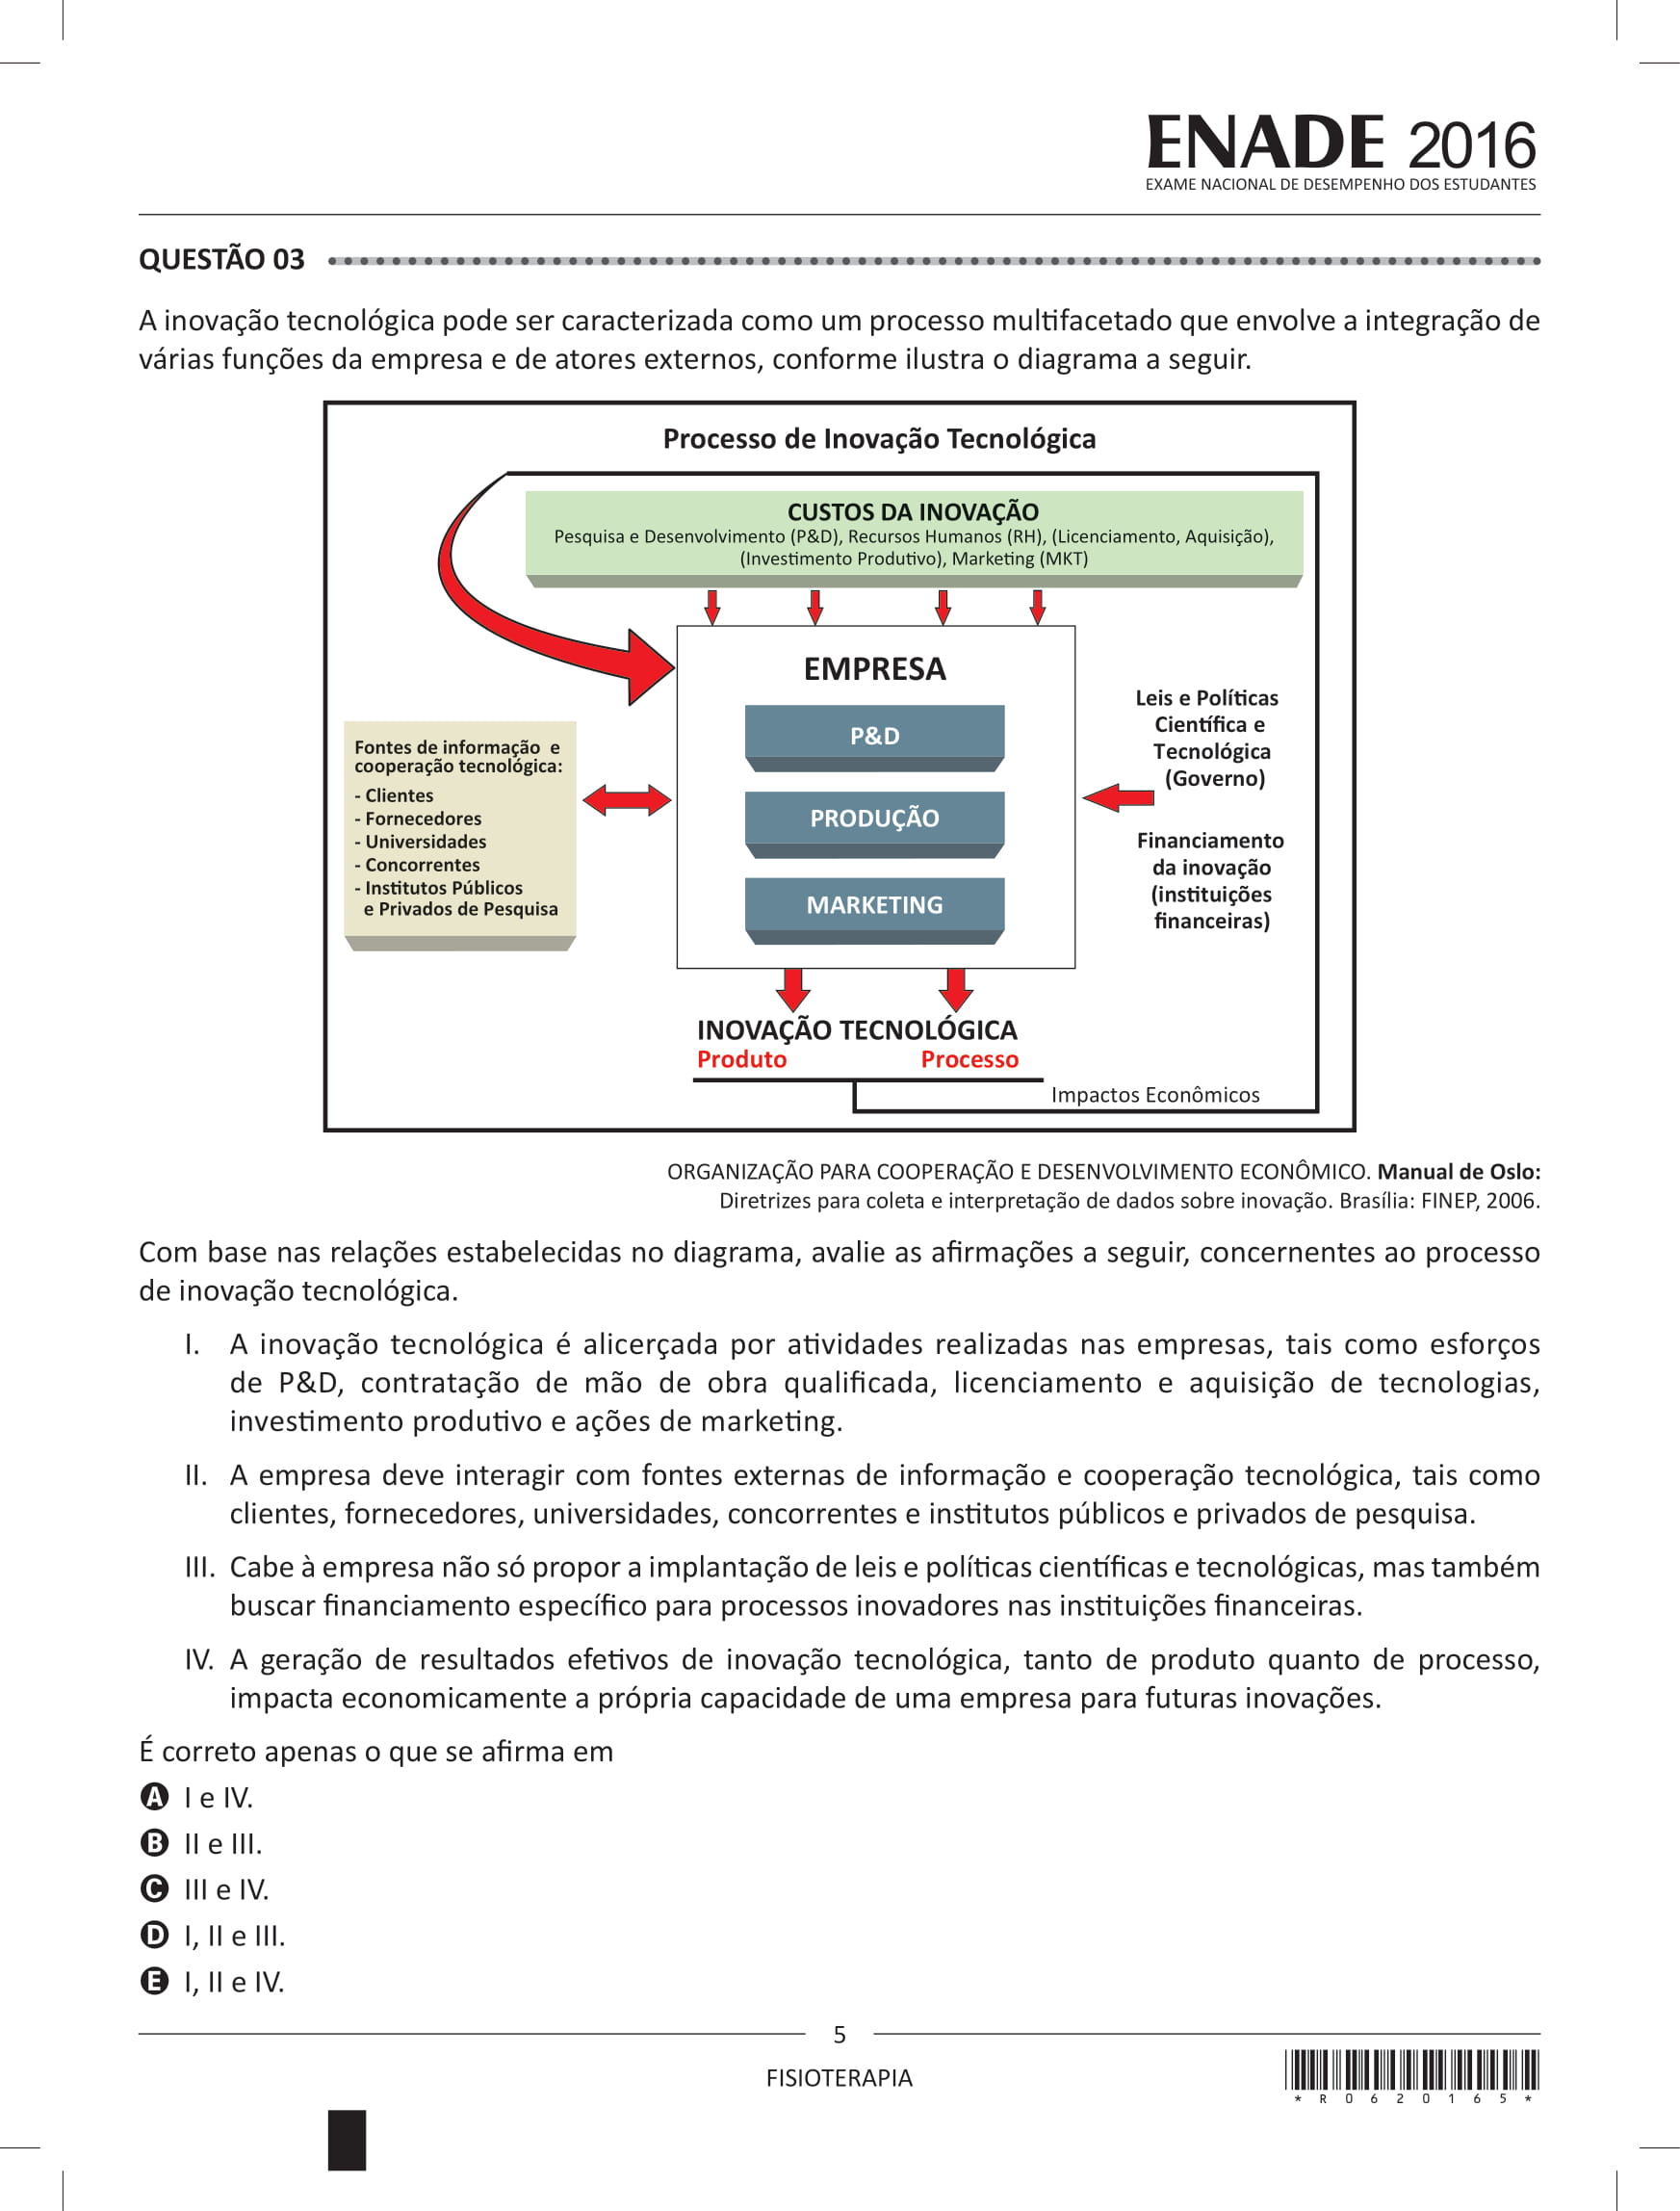 ENADE 2016
EXAME NACIONAL DE DESEMPENHO DOS ESTUDANTES
QUESTÃO 03
A inovação tecnológica pode ser caracterizada como um processo multifacetado que envolve a integração de
várias funções da empresa e de atores externos, conforme ilustra o diagrama a seguir.
Processo de Inovação Tecnológica
CUSTOS DA INOVAÇÃO
Pesquisa e Desenvolvimento (P&D), Recursos Humanos (RH), (Licenciamento, Aquisição),
(Investimento Produtivo), Marketing (MKT)
Fontes de informação e
cooperação tecnológica:
- Clientes
- Fornecedores
- Universidades
- Concorrentes
- Institutos Públicos
e Privados de Pesquisa
EMPRESA
P&D
PRODUÇÃO
MARKETING
Leis e Políticas
Científica e
Tecnológica
(Governo)
Financiamento
da inovação
(instituições
financeiras)
INOVAÇÃO TECNOLÓGICA
Produto Processo
Impactos Econômicos
ORGANIZAÇÃO PARA COOPERAÇÃO E DESENVOLVIMENTO ECONÔMICO. Manual de Oslo:
Diretrizes para coleta e interpretação de dados sobre inovação. Brasília: FINEP, 2006.
Com base nas relações estabelecidas no diagrama, avalie as afirmações a seguir, concernentes ao processo
de inovação tecnológica.
I. A inovação tecnológica é alicerçada por atividades realizadas nas empresas, tais como esforços
de P&D, contratação de mão de obra qualificada, licenciamento e aquisição de tecnologias,
investimento produtivo e ações de marketing.
II. A empresa deve interagir com fontes externas de informação e cooperação tecnológica, tais como
clientes, fornecedores, universidades, concorrentes e institutos públicos e privados de pesquisa.
III. Cabe à empresa não só propor a implantação de leis e políticas científicas e tecnológicas, mas também
buscar financiamento específico para processos inovadores nas instituições financeiras.
IV. A geração de resultados efetivos de inovação tecnológica, tanto de produto quanto de processo,
impacta economicamente a própria capacidade de uma empresa para futuras inovações.
É correto apenas o que se afirma em
A I e IV.
B II e III.
C III e IV.
D I, II e III.
E I, II e IV.
5
FISIOTERAPIA
*R0620165*